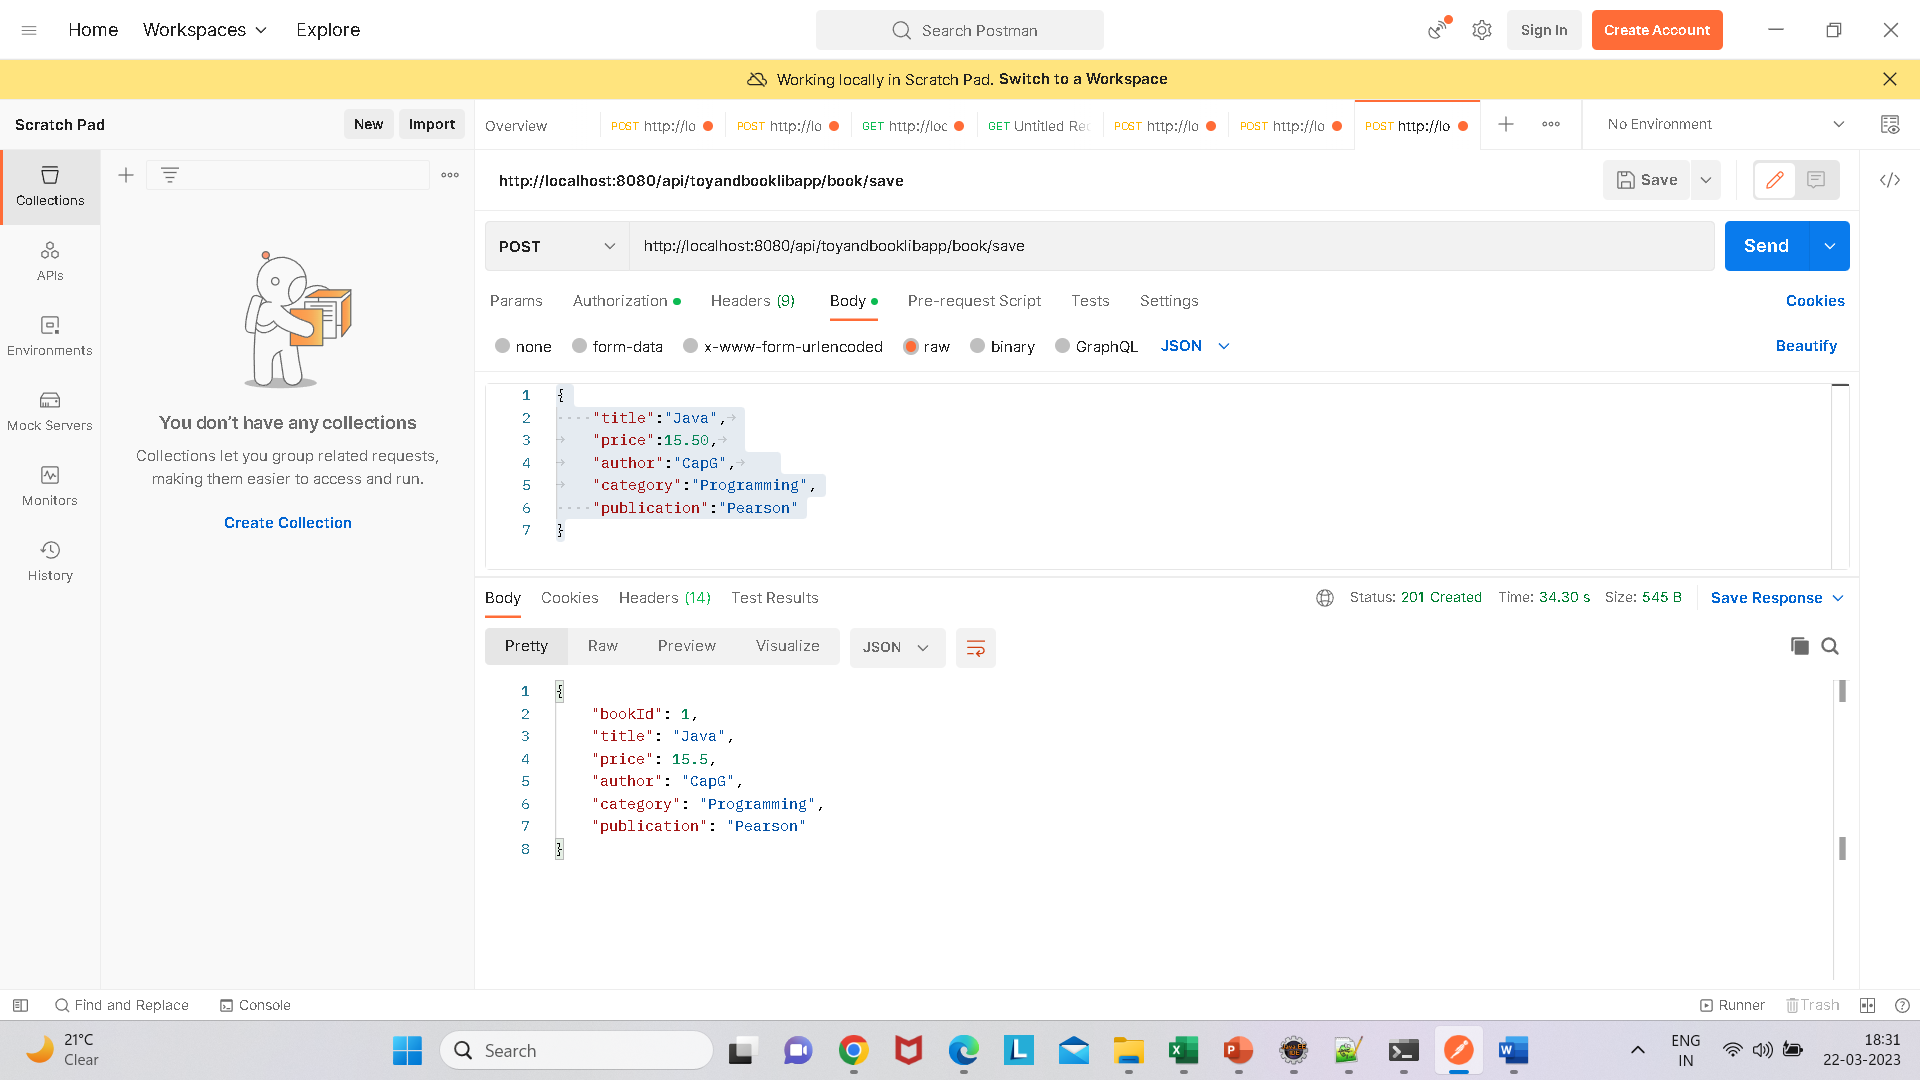 Home Workspaces Explore Search Postman Sign In Create Account
Working locally in Scratch Pad. Switch to a Workspace
Scratch Pad New Import
Overview POST http://lo POST http://lo GET http://loc GET Untitled Re POST http://lo POST http://lo POST http://lo No Environment
Collections
APIs
Environments
Mock Servers
Monitors
History
You don’t have any collections
Collections let you group related requests,
making them easier to access and run.
Create Collection
http://localhost:8080/api/toyandbooklibapp/book/save Save
POST http://localhost:8080/api/toyandbooklibapp/book/save Send
Params Authorization Headers (9) Body Pre-request Script Tests Settings Cookies
none form-data x-www-form-urlencoded raw binary GraphQL JSON Beautify
1 {
2 "title":"Java",
3 "price":15.50,
4 "author":"CapG",
5 "category":"Programming",
6 "publication":"Pearson"
7 }
Body Cookies Headers (14) Test Results Status: 201 Created Time: 34.30 s Size: 545 B Save Response
Pretty Raw Preview Visualize JSON
1 {
2 "bookId": 1,
3 "title": "Java",
4 "price": 15.5,
5 "author": "CapG",
6 "category": "Programming",
7 "publication": "Pearson"
8 }
Find and Replace Console Runner Trash
21°C
Clear
Search
ENG
IN
18:31
22-03-2023